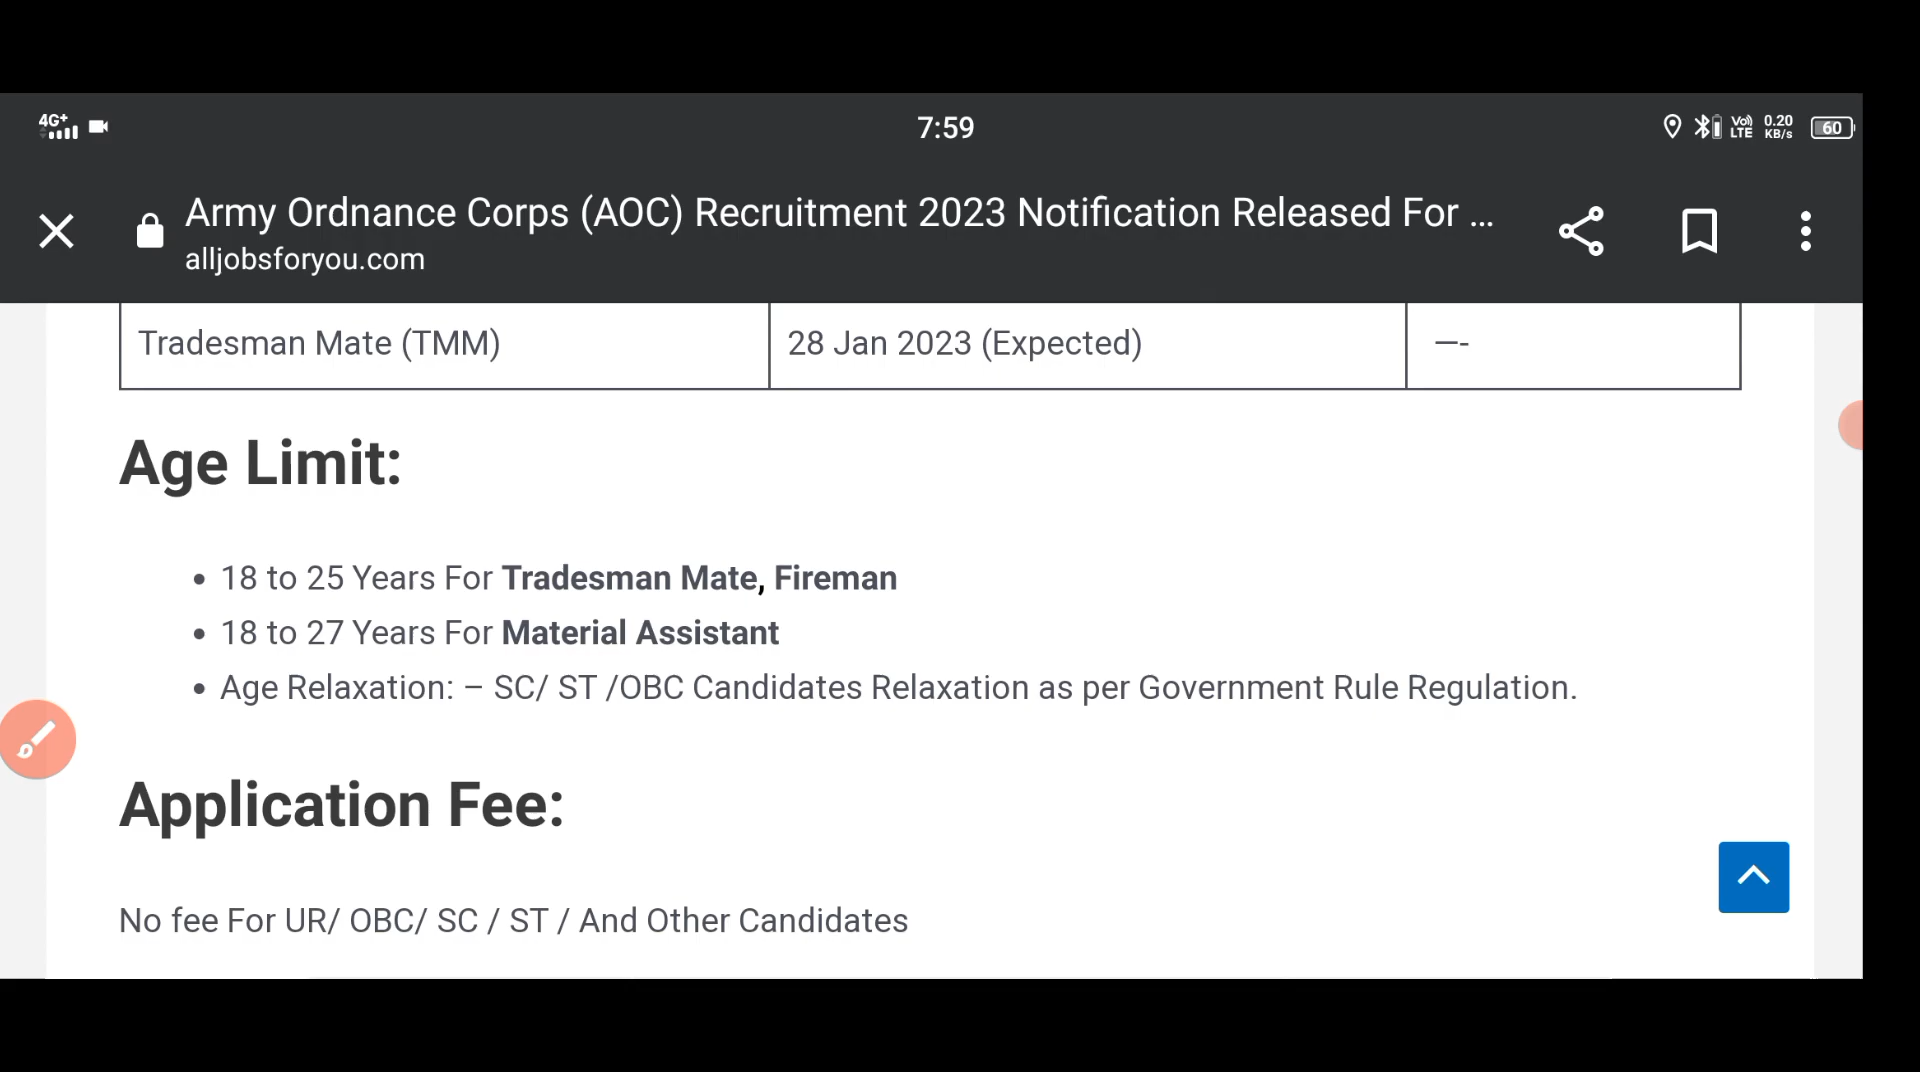 4G+
7:59
Vo)) LTE
0.20 KB/s
60
Army Ordnance Corps (AOC) Recruitment 2023 Notification Released For ...
alljobsforyou.com
Tradesman Mate (TMM) 28 Jan 2023 (Expected) —-
Age Limit:
• 18 to 25 Years For Tradesman Mate, Fireman
• 18 to 27 Years For Material Assistant
• Age Relaxation: – SC/ ST /OBC Candidates Relaxation as per Government Rule Regulation.
Application Fee:
No fee For UR/ OBC/ SC / ST / And Other Candidates